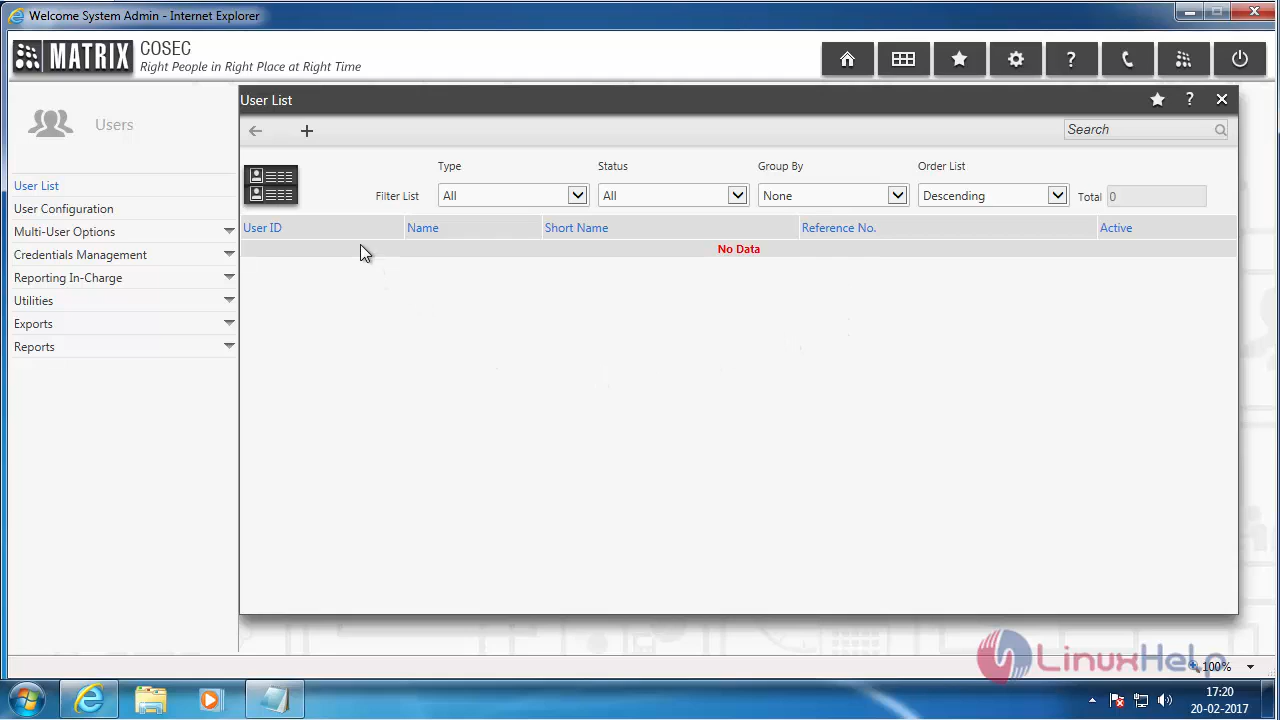 Welcome System Admin - Internet Explorer
MATRIX
COSEC
Right People in Right Place at Right Time
?
Users
User List
User Configuration
Multi-User Options
Credentials Management
Reporting In-Charge
Utilities
Exports
Reports
User List
?
Search
Type
Status
Group By
Order List
Filter List
All
All
None
Descending
Total
0
User ID
Name
Short Name
Reference No.
Active
No Data
LinuxHelp
100%
17:20
20-02-2017